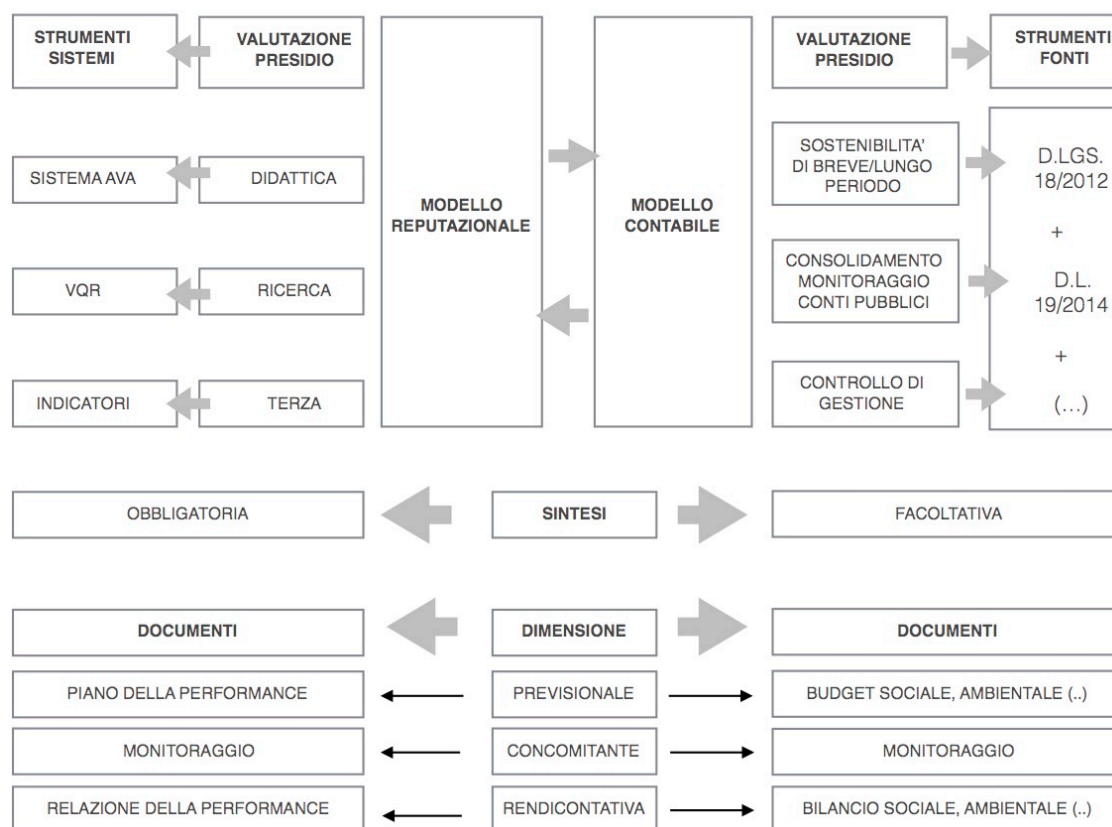 STRUMENTI
SISTEMI
VALUTAZIONE
PRESIDIO
VALUTAZIONE
PRESIDIO
STRUMENTI
FONTI
SISTEMA AVA
DIDATTICA
VQR
RICERCA
INDICATORI
TERZA
MODELLO
REPUTAZIONALE
MODELLO
CONTABILE
SOSTENIBILITA'
DI BREVE/LUNGO
PERIODO
CONSOLIDAMENTO
MONITORAGGIO
CONTI PUBBLICI
CONTROLLO DI
GESTIONE
D.LGS.
18/2012
+
D.L.
19/2014
+
(...)
OBBLIGATORIA
SINTESI
FACOLTATIVA
DOCUMENTI
DIMENSIONE
DOCUMENTI
PIANO DELLA PERFORMANCE
PREVISIONALE
BUDGET SOCIALE, AMBIENTALE (..)
MONITORAGGIO
CONCOMITANTE
MONITORAGGIO
RELAZIONE DELLA PERFORMANCE
RENDICONTATIVA
BILANCIO SOCIALE, AMBIENTALE (..)